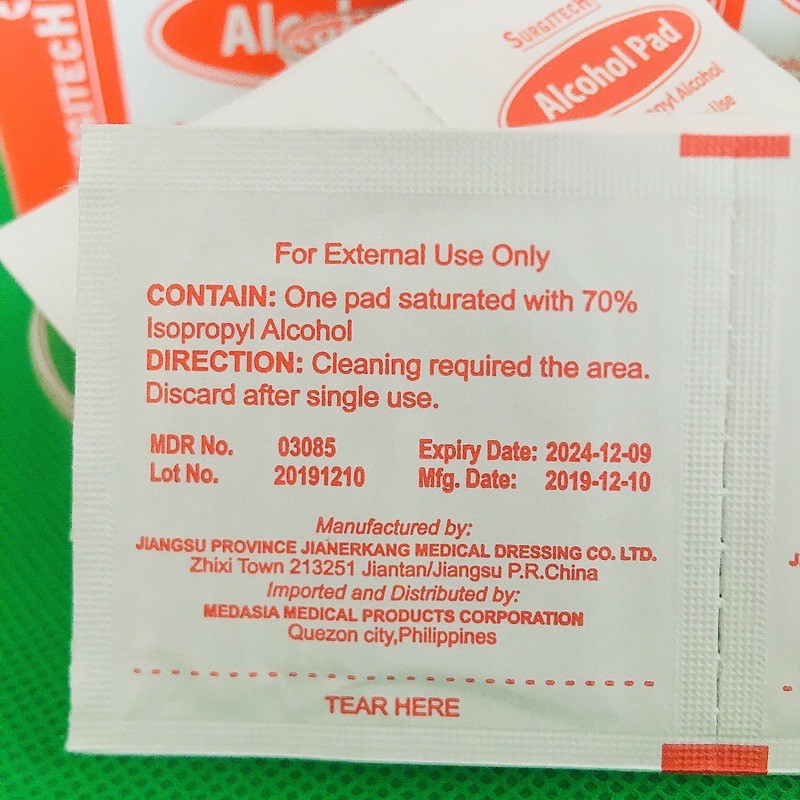 SURGITECH
Alcohol Pad
For External Use Only
CONTAIN: One pad saturated with 70%
Isopropyl Alcohol
DIRECTION: Cleaning required the area.
Discard after single use.
MDR No. 03085 Expiry Date: 2024-12-09
Lot No. 20191210 Mfg. Date: 2019-12-10
Manufactured by:
JIANGSU PROVINCE JIANERKANG MEDICAL DRESSING CO. LTD.
Zhixi Town 213251 Jiantan/Jiangsu P.R.China
Imported and Distributed by:
MEDASIA MEDICAL PRODUCTS CORPORATION
Quezon city,Philippines
TEAR HERE